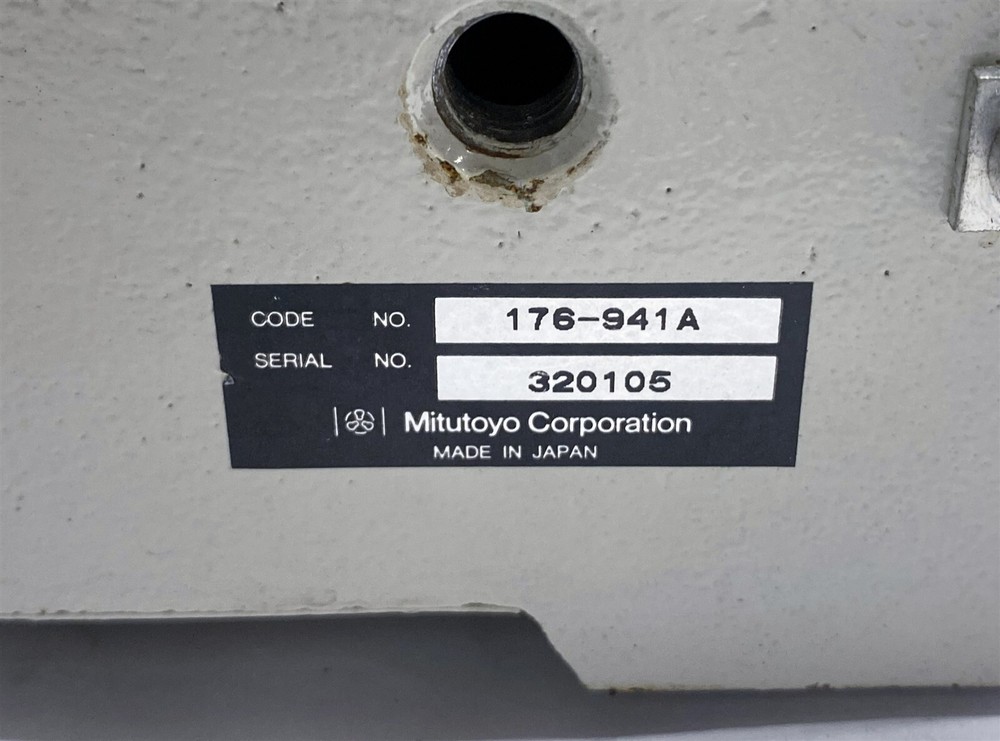 CODE NO. 176-941A
SERIAL NO. 320105
Mitutoyo Corporation
MADE IN JAPAN